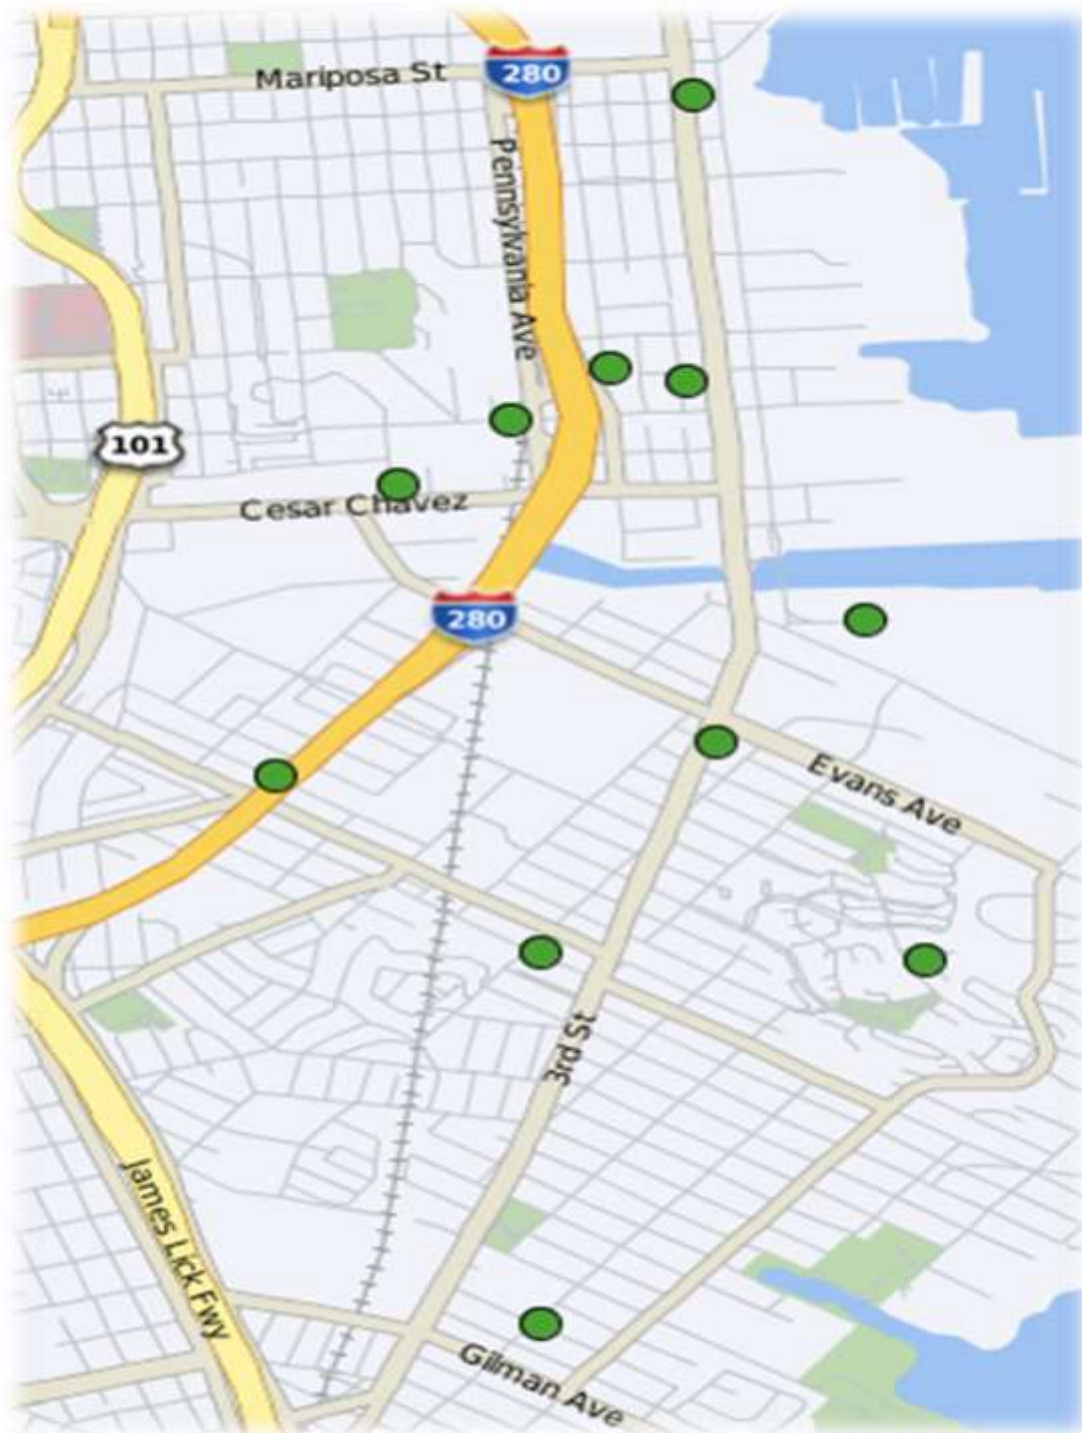 280
Mariposa St
Pennsylvania Ave
101
Cesar Chavez
280
Evans Ave
3rd St
James Lick Fwy
Gilman Ave